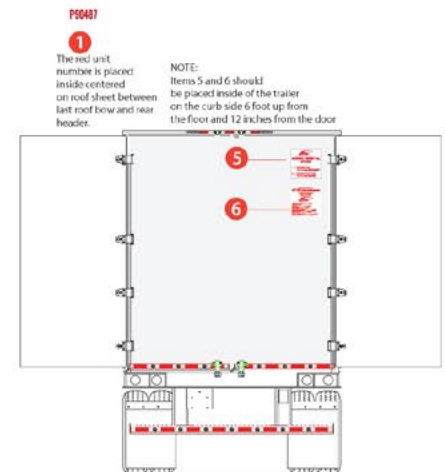 P90487
1
The red unit
number is placed
inside centered
on roof sheet between
last roof bow and rear
header.
NOTE:
Items 5 and 6 should
be placed inside of the trailer
on the curb side 6 foot up from
the floor and 12 inches from the door
5
6